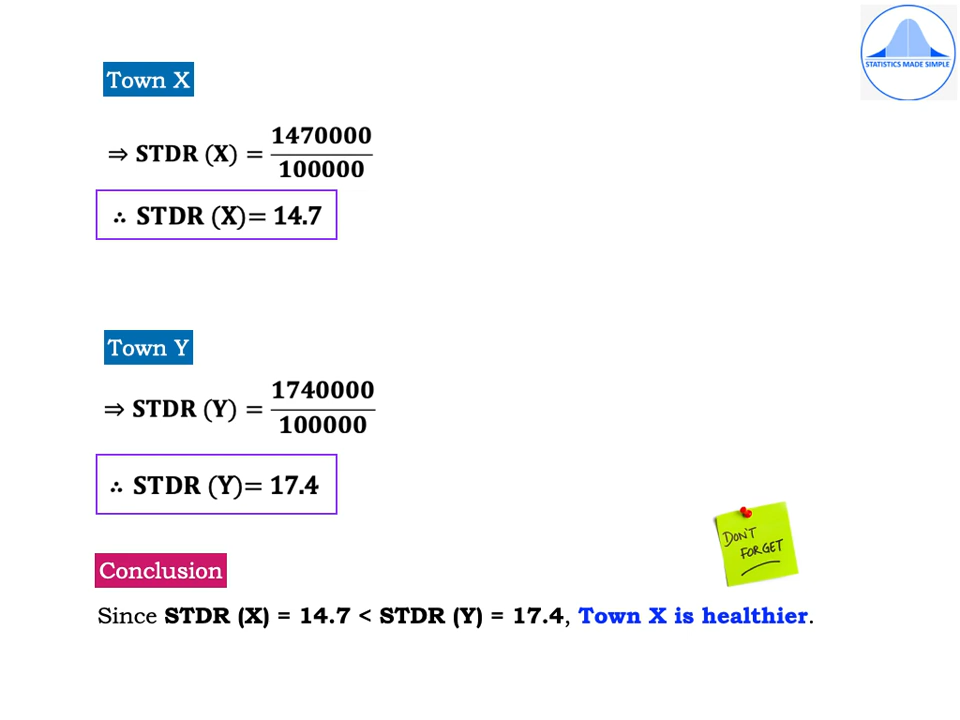 STATISTICS MADE SIMPLE
Town X
⇒ STDR (X) = 1470000/100000
∴ STDR (X)= 14.7
Town Y
⇒ STDR (Y) = 1740000/100000
∴ STDR (Y)= 17.4
DON'T
FORGET
Conclusion
Since STDR (X) = 14.7 < STDR (Y) = 17.4, Town X is healthier.